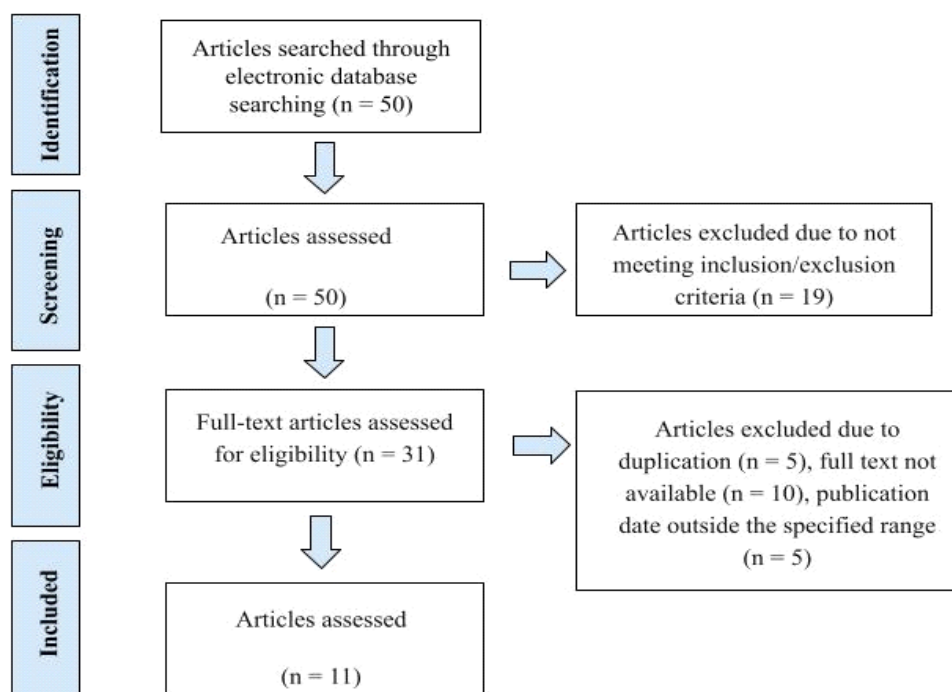 Identification
Articles searched through
electronic database
searching (n = 50)
Screening
Articles assessed
(n = 50)
Articles excluded due to not
meeting inclusion/exclusion
criteria (n = 19)
Eligibility
Full-text articles assessed
for eligibility (n = 31)
Articles excluded due to
duplication (n = 5), full text not
available (n = 10), publication
date outside the specified range
(n = 5)
Included
Articles assessed
(n = 11)